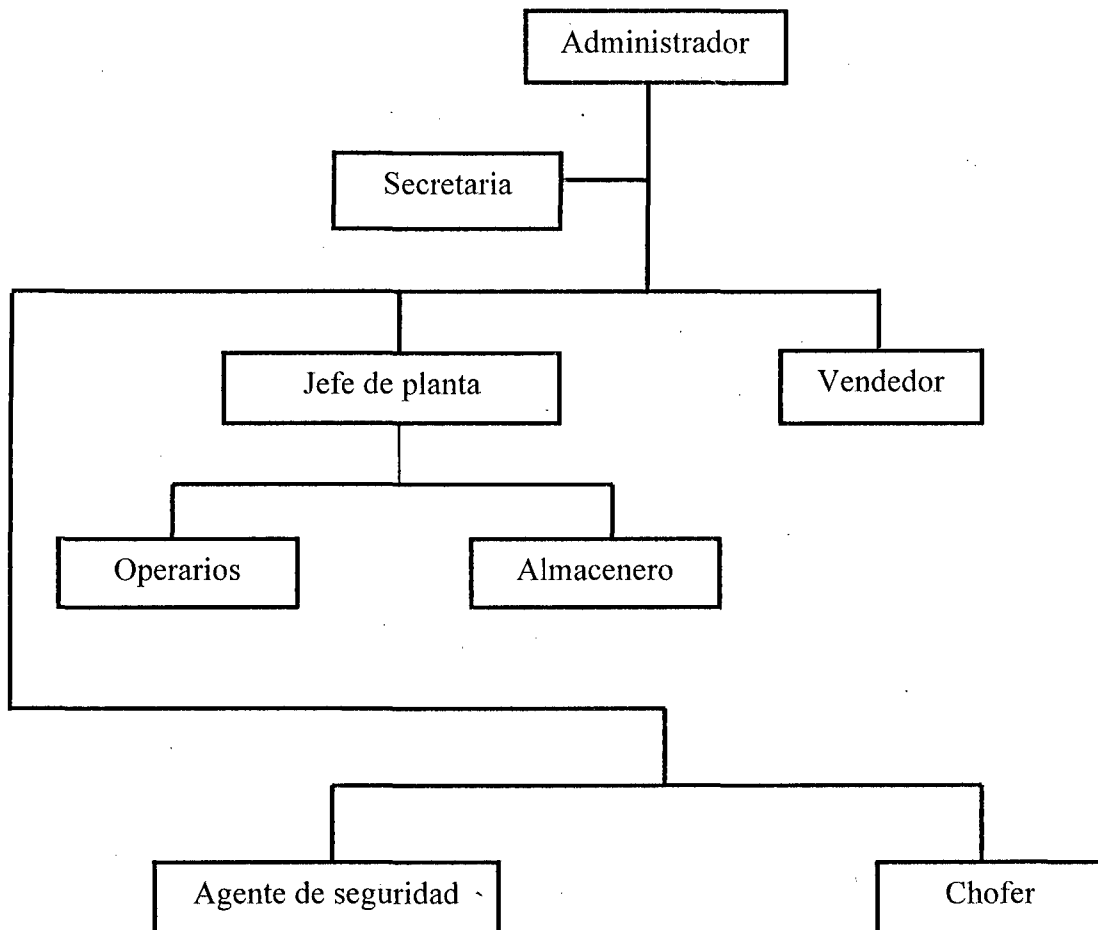 Administrador
Secretaria
Jefe de planta
Vendedor
Operarios
Almacenero
Agente de seguridad
Chofer